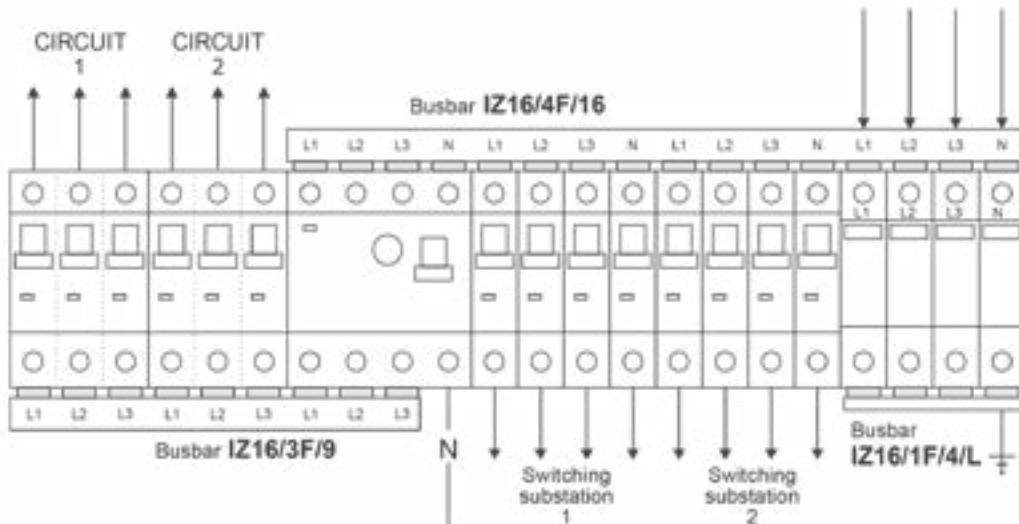 CIRCUIT
1
CIRCUIT
2
Busbar IZ16/4F/16
L1 L2 L3 N L1 L2 L3 N L1 L2 L3 N L1 L2 L3 N
L1 L2 L3 N
L1 L2 L3 L1 L2 L3 L1 L2 L3
Busbar IZ16/3F/9
N
Switching
substation
1
Switching
substation
2
Busbar
IZ16/1F/4/L